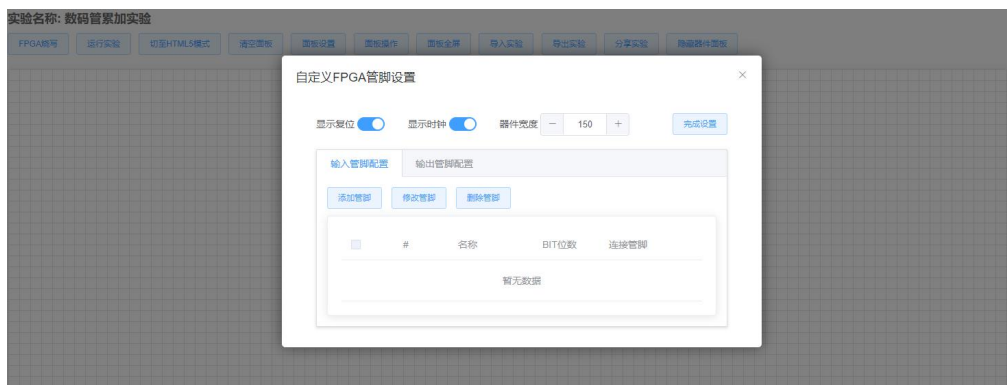 实验名称: 数码管累加实验
FPGA烧写 运行实验 切至HTML5模式 清空面板 面板设置 面板操作 面板全屏 导入实验 导出实验 分享实验 隐藏器件面板
自定义FPGA管脚设置 ×
显示复位 显示时钟 器件宽度 − 150 + 完成设置
输入管脚配置 输出管脚配置
添加管脚 修改管脚 删除管脚
# 名称 BIT位数 连接管脚
暂无数据